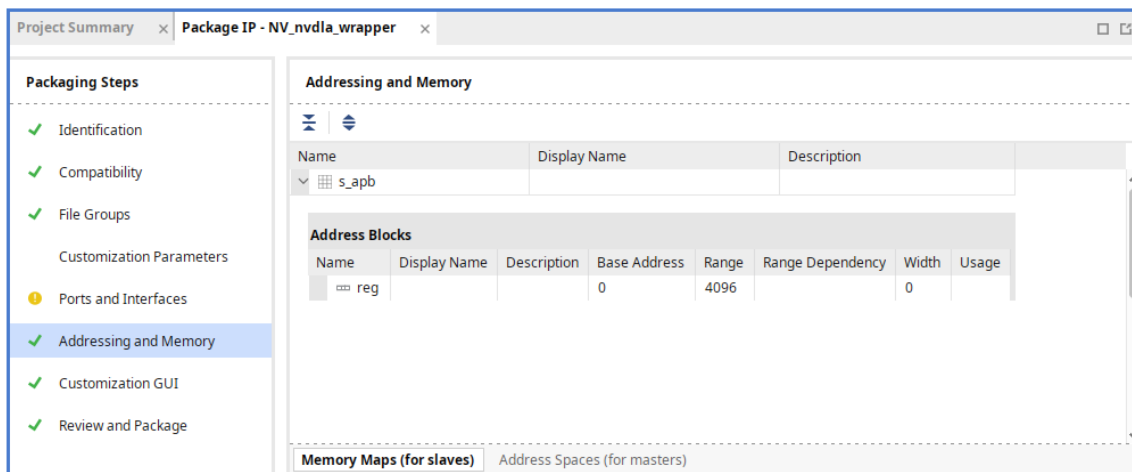 Project Summary × Package IP - NV_nvdla_wrapper ×
Packaging Steps
Identification
Compatibility
File Groups
Customization Parameters
Ports and Interfaces
Addressing and Memory
Customization GUI
Review and Package
Addressing and Memory
Name Display Name Description
s_apb
Address Blocks
Name Display Name Description Base Address Range Range Dependency Width Usage
reg 0 4096 0
Memory Maps (for slaves) Address Spaces (for masters)